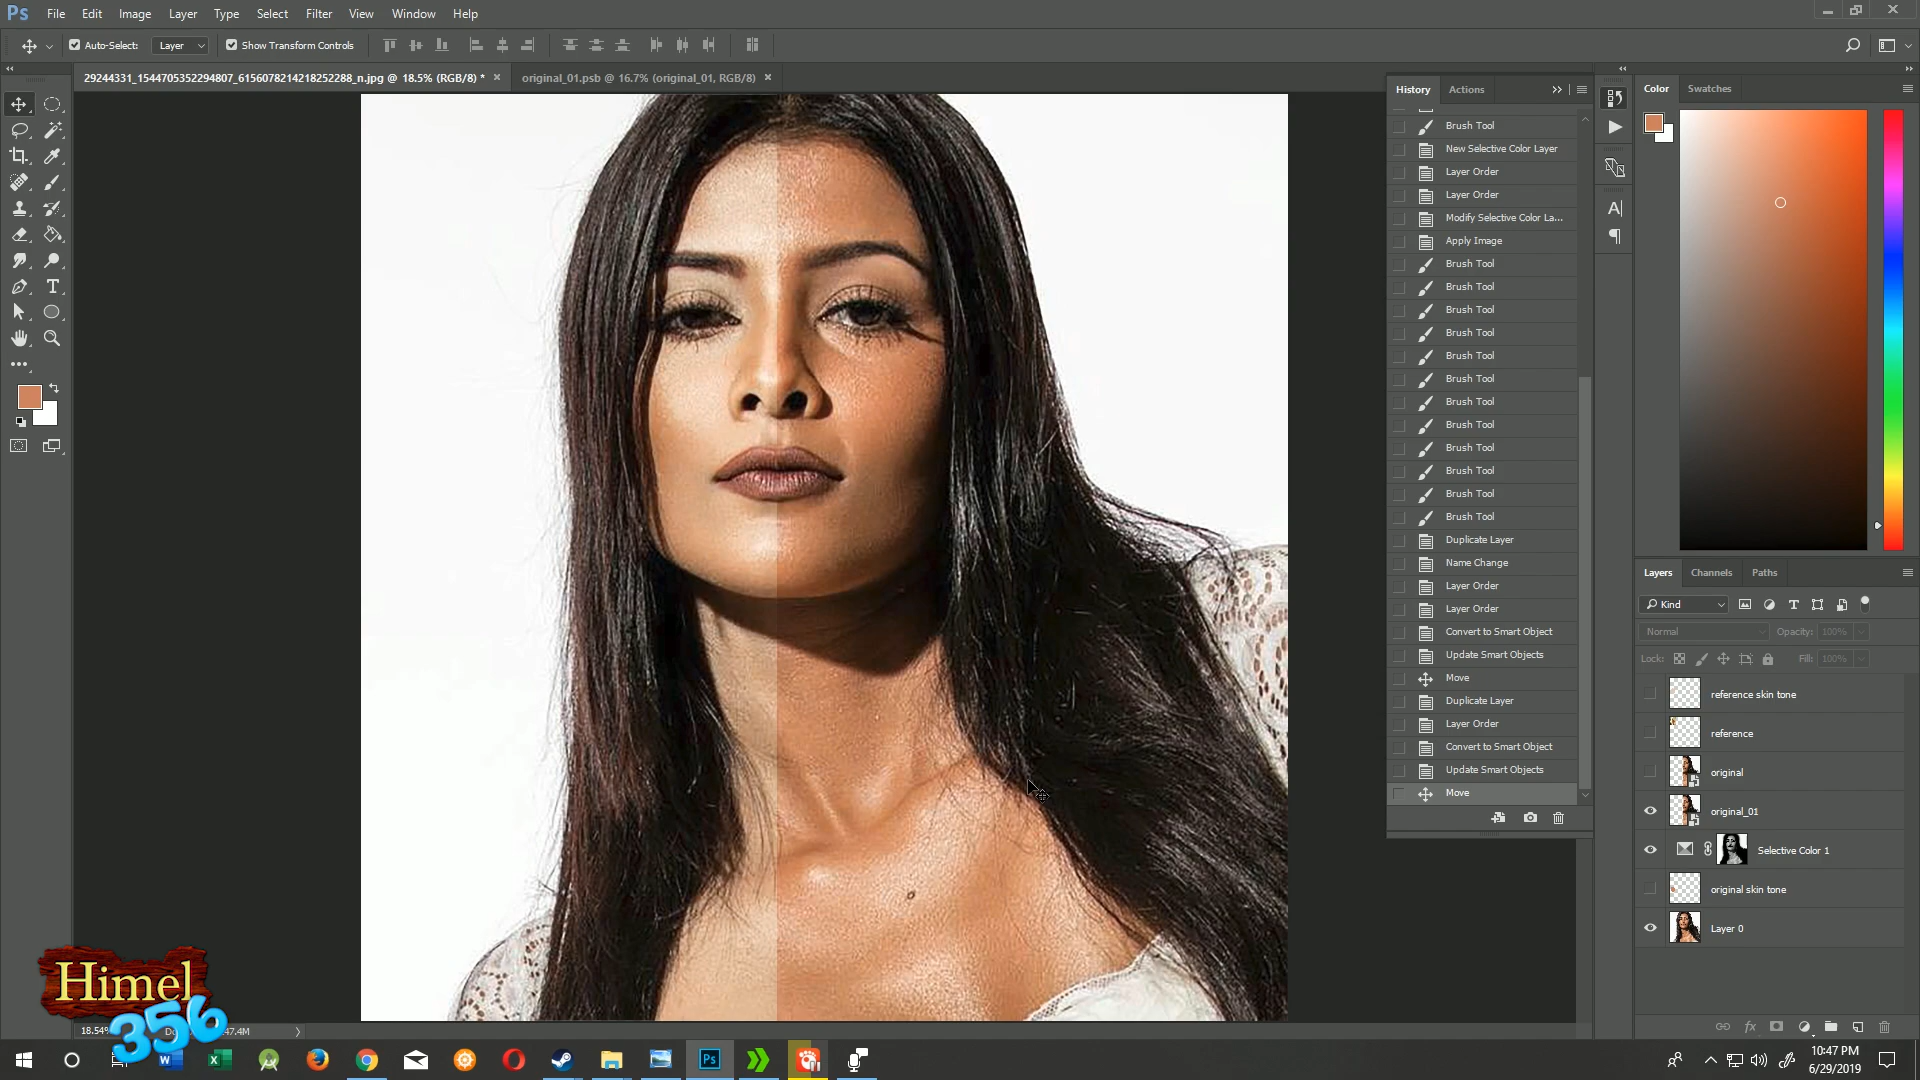 Ps File Edit Image Layer Type Select Filter View Window Help
Auto-Select: Layer Show Transform Controls
29244331_1544705352294807_6156078214218252288_n.jpg @ 18.5% (RGB/8) * × original_01.psb @ 16.7% (original_01, RGB/8) ×
History Actions
Brush Tool
New Selective Color Layer
Layer Order
Layer Order
Modify Selective Color La...
Apply Image
Brush Tool
Brush Tool
Brush Tool
Brush Tool
Brush Tool
Brush Tool
Brush Tool
Brush Tool
Brush Tool
Brush Tool
Brush Tool
Brush Tool
Duplicate Layer
Name Change
Layer Order
Layer Order
Convert to Smart Object
Update Smart Objects
Move
Duplicate Layer
Layer Order
Convert to Smart Object
Update Smart Objects
Move
Color Swatches
Layers Channels Paths
Kind
Normal Opacity: 100%
Lock: Fill: 100%
reference skin tone
reference
original
original_01
Selective Color 1
original skin tone
Layer 0
Himel
356
18.54% 47.4M
10:47 PM
6/29/2019